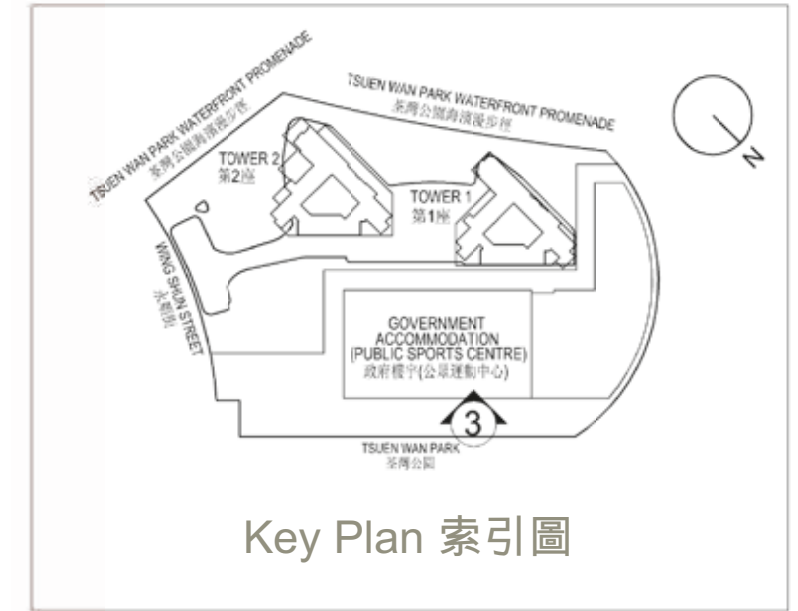 TSUEN WAN PARK WATERFRONT PROMENADE
荃灣公園海濱漫步徑
TSUEN WAN PARK WATERFRONT PROMENADE
荃灣公園海濱漫步徑
N
TOWER 2
第2座
TOWER 1
第1座
WING SHUN STREET
永順街
GOVERNMENT
ACCOMMODATION
(PUBLIC SPORTS CENTRE)
政府樓宇(公眾運動中心)
3
TSUEN WAN PARK
荃灣公園
Key Plan 索引圖